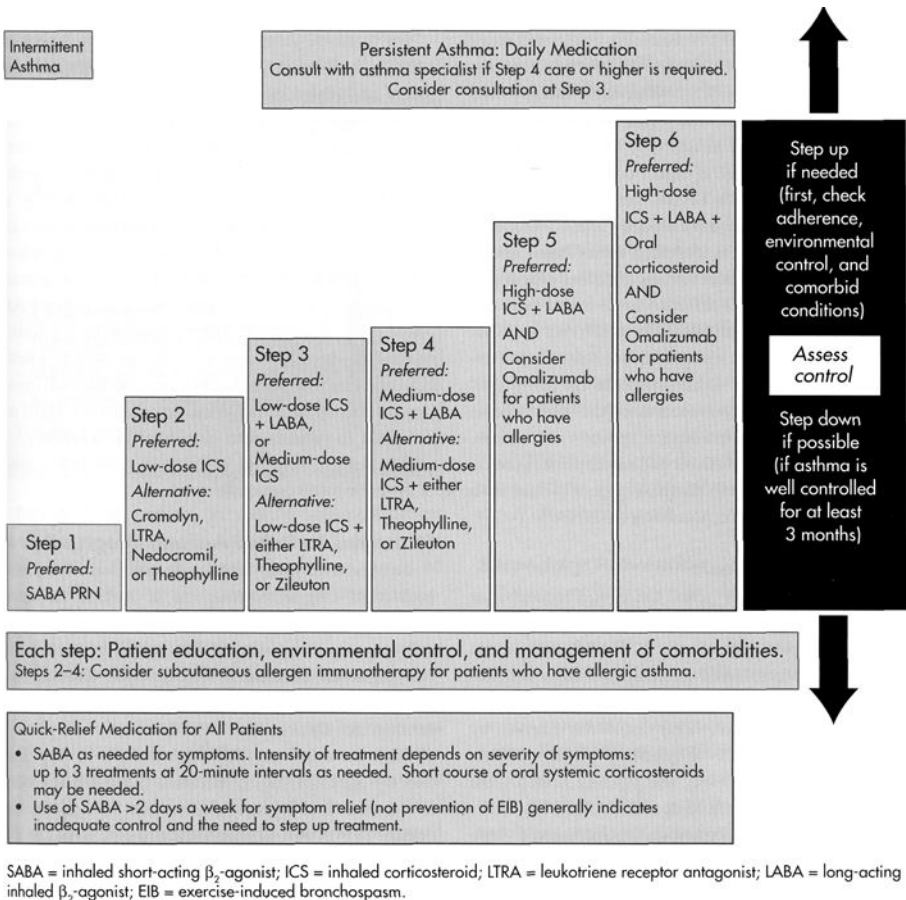 Intermittent
Asthma
Persistent Asthma: Daily Medication
Consult with asthma specialist if Step 4 care or higher is required.
Consider consultation at Step 3.
Step 1
Preferred:
SABA PRN
Step 2
Preferred:
Low-dose ICS
Alternative:
Cromolyn,
LTRA,
Nedocromil,
or Theophylline
Step 3
Preferred:
Low-dose ICS
+ LABA,
or
Medium-dose
ICS
Alternative:
Low-dose ICS +
either LTRA,
Theophylline,
or Zileuton
Step 4
Preferred:
Medium-dose
ICS + LABA
Alternative:
Medium-dose
ICS + either
LTRA,
Theophylline,
or Zileuton
Step 5
Preferred:
High-dose
ICS + LABA
AND
Consider
Omalizumab
for patients
who have
allergies
Step 6
Preferred:
High-dose
ICS + LABA +
Oral
corticosteroid
AND
Consider
Omalizumab
for patients
who have
allergies
Step up
if needed
(first, check
adherence,
environmental
control, and
comorbid
conditions)
Assess
control
Step down
if possible
(if asthma is
well controlled
for at least
3 months)
Each step: Patient education, environmental control, and management of comorbidities.
Steps 2–4: Consider subcutaneous allergen immunotherapy for patients who have allergic asthma.
Quick-Relief Medication for All Patients
• SABA as needed for symptoms. Intensity of treatment depends on severity of symptoms:
up to 3 treatments at 20-minute intervals as needed. Short course of oral systemic corticosteroids
may be needed.
• Use of SABA >2 days a week for symptom relief (not prevention of EIB) generally indicates
inadequate control and the need to step up treatment.
SABA = inhaled short-acting β₂-agonist; ICS = inhaled corticosteroid; LTRA = leukotriene receptor antagonist; LABA = long-acting
inhaled β₂-agonist; EIB = exercise-induced bronchospasm.